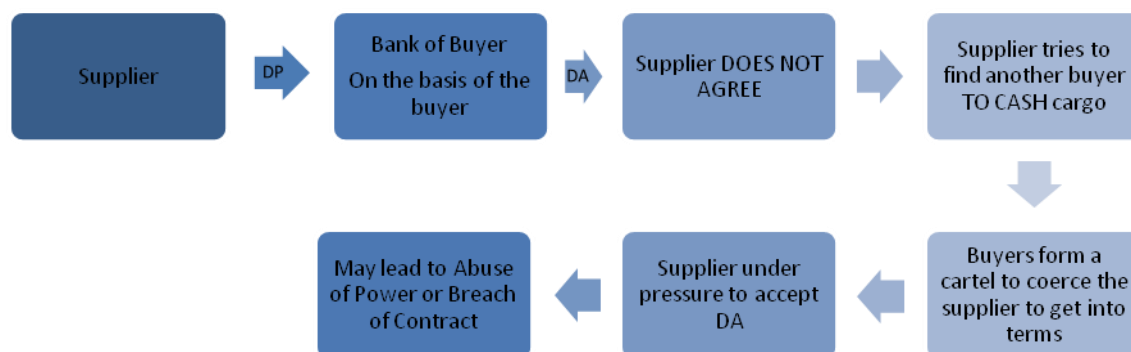 Supplier
DP
Bank of Buyer
On the basis of the
buyer
DA
Supplier DOES NOT
AGREE
Supplier tries to
find another buyer
TO CASH cargo
Buyers form a
cartel to coerce the
supplier to get into
terms
Supplier under
pressure to accept
DA
May lead to Abuse
of Power or Breach
of Contract